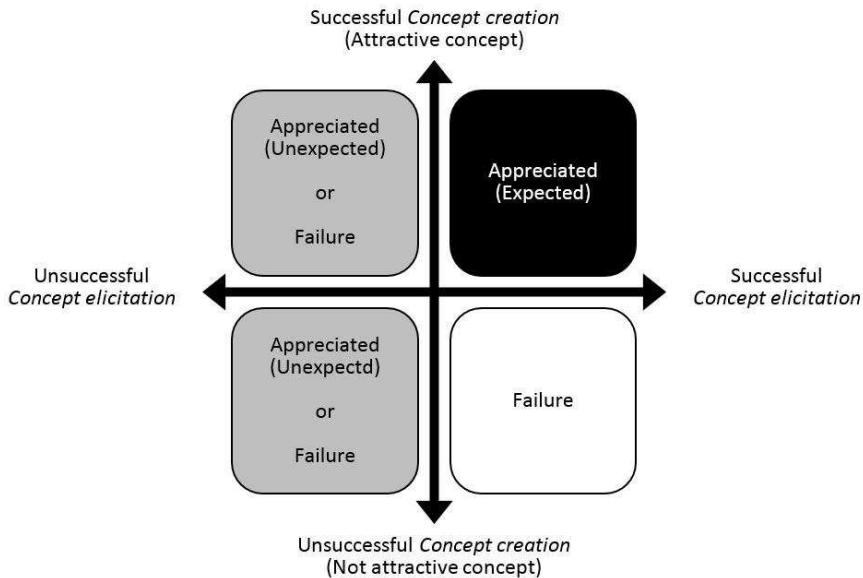 Successful Concept creation
(Attractive concept)
Appreciated
(Unexpected)
or
Failure
Appreciated
(Expected)
Unsuccessful
Concept elicitation
Successful
Concept elicitation
Appreciated
(Unexpectd)
or
Failure
Failure
Unsuccessful Concept creation
(Not attractive concept)